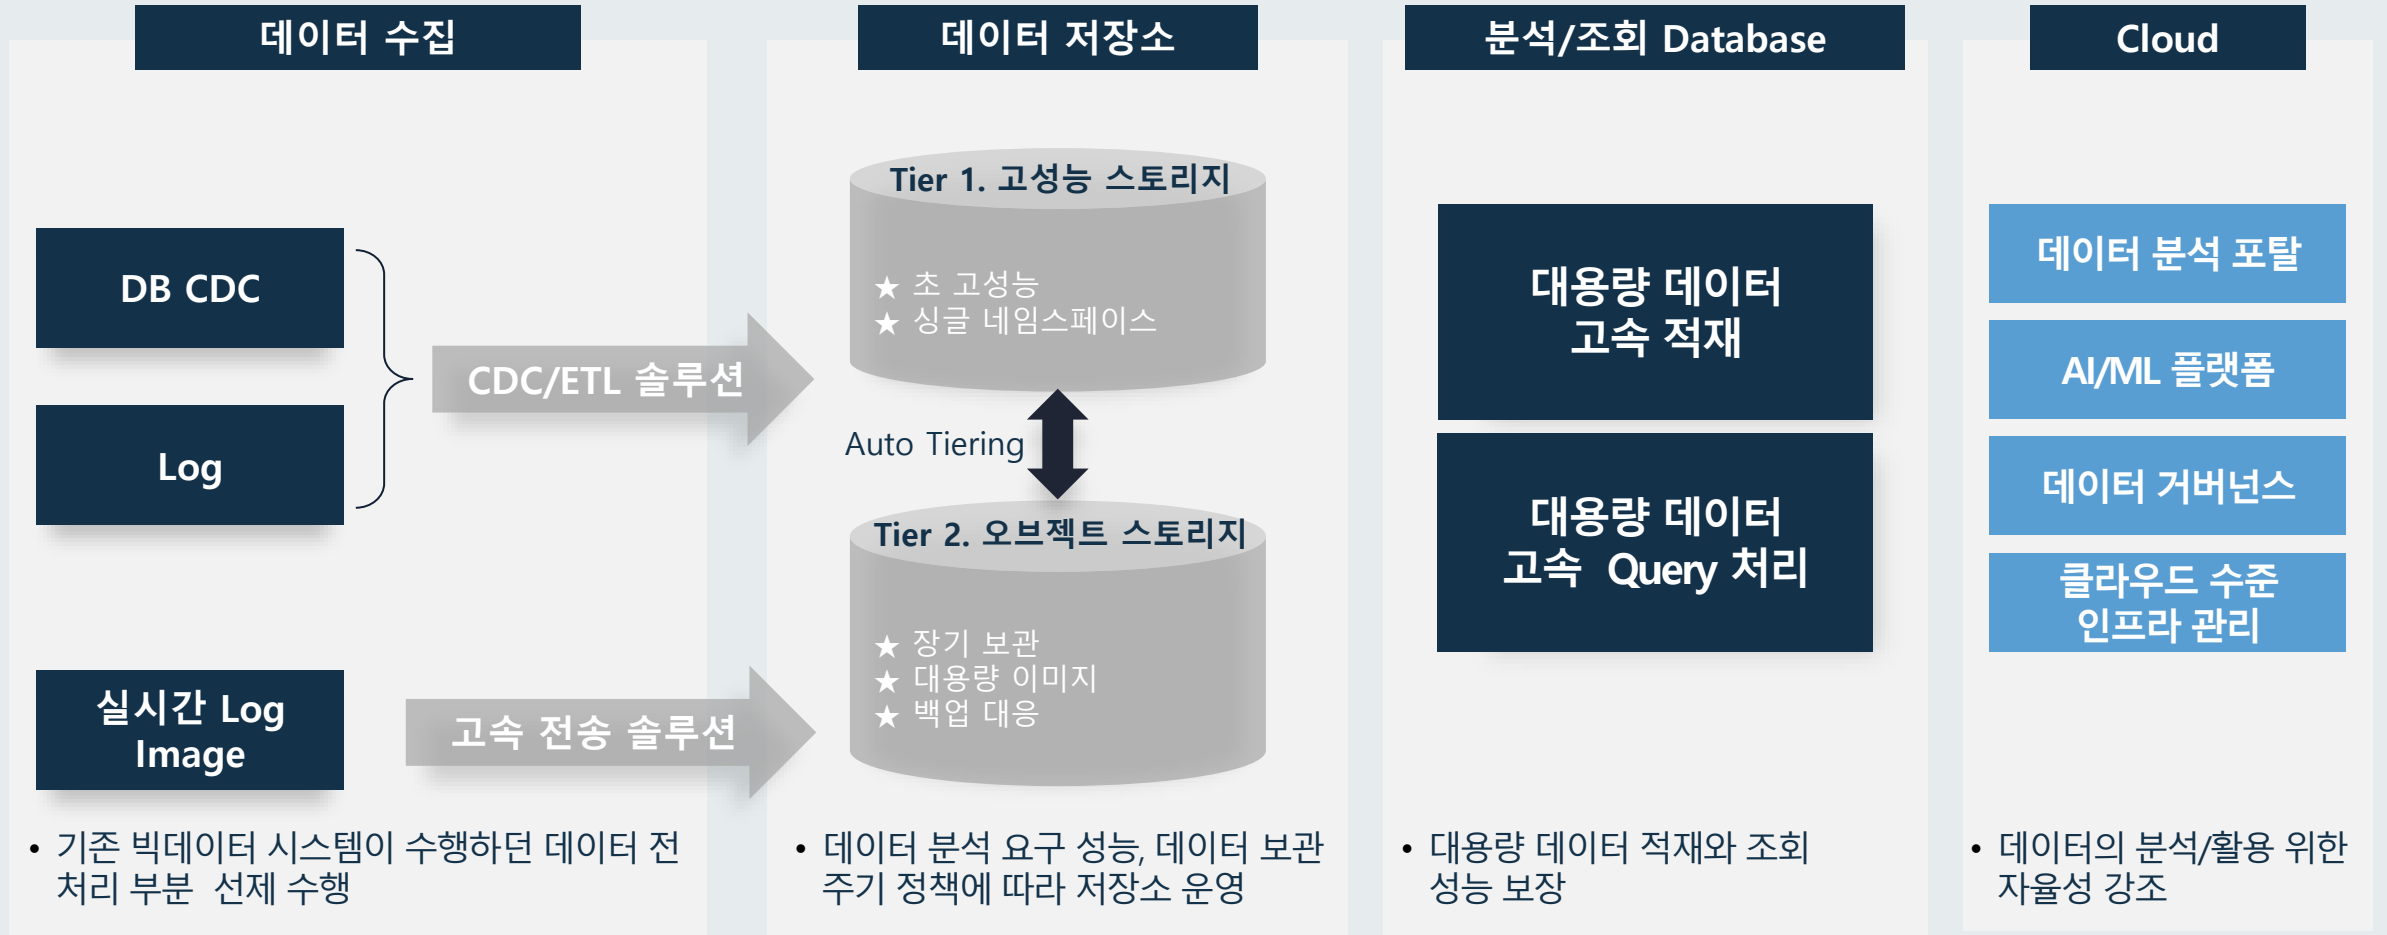 데이터 수집
DB CDC
Log
CDC/ETL 솔루션
실시간 Log
Image
고속 전송 솔루션
• 기존 빅데이터 시스템이 수행하던 데이터 전
처리 부분 선제 수행
데이터 저장소
Tier 1. 고성능 스토리지
★ 초 고성능
★ 싱글 네임스페이스
Auto Tiering
Tier 2. 오브젝트 스토리지
★ 장기 보관
★ 대용량 이미지
★ 백업 대응
• 데이터 분석 요구 성능, 데이터 보관
주기 정책에 따라 저장소 운영
분석/조회 Database
대용량 데이터
고속 적재
대용량 데이터
고속 Query 처리
• 대용량 데이터 적재와 조회
성능 보장
Cloud
데이터 분석 포탈
AI/ML 플랫폼
데이터 거버넌스
클라우드 수준
인프라 관리
• 데이터의 분석/활용 위한
자율성 강조